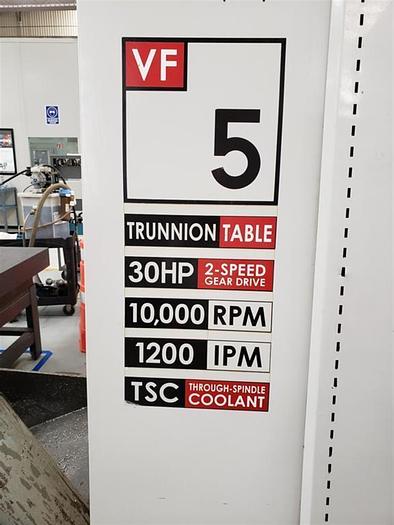 VF
5
TRUNNION TABLE
30HP 2-SPEED
GEAR DRIVE
10,000 RPM
1200 IPM
TSC THROUGH-SPINDLE
COOLANT